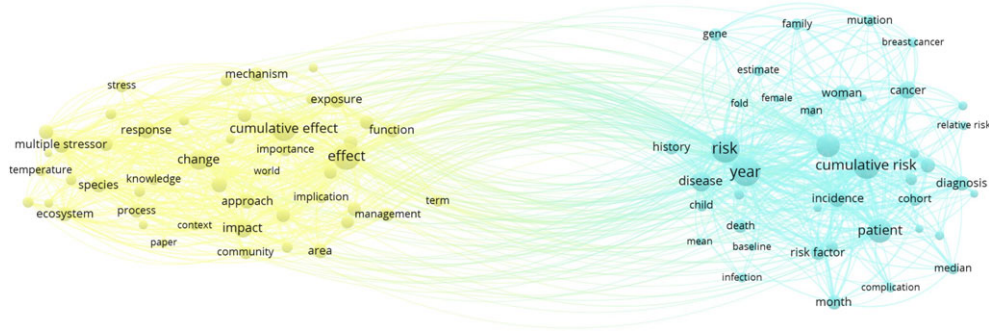 stress
mechanism
exposure
multiple stressor
response
cumulative effect
function
change
importance
effect
temperature
species
knowledge
world
ecosystem
process
approach
implication
term
management
context
impact
paper
community
area
gene
family
mutation
breast cancer
estimate
fold
female
woman
cancer
man
relative risk
history
risk
year
cumulative risk
disease
diagnosis
child
incidence
cohort
mean
death
patient
baseline
risk factor
infection
median
complication
month